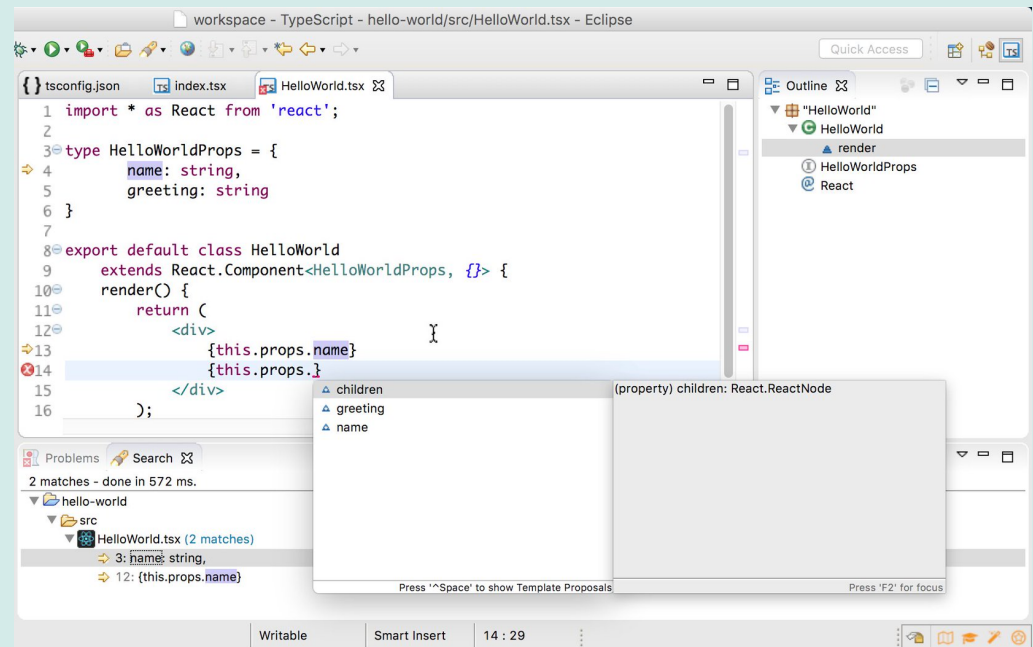 workspace - TypeScript - hello-world/src/HelloWorld.tsx - Eclipse
Quick Access
TS
{ } tsconfig.json TS index.tsx TS HelloWorld.tsx
1 import * as React from 'react';
2
3 type HelloWorldProps = {
4 name: string,
5 greeting: string
6 }
7
8 export default class HelloWorld
9 extends React.Component<HelloWorldProps, {}> {
10 render() {
11 return (
12 <div>
13 {this.props.name}
14 {this.props.}
15 </div>
16 );
children
greeting
name
Press '^Space' to show Template Proposals
(property) children: React.ReactNode
Press 'F2' for focus
Outline
"HelloWorld"
C HelloWorld
render
I HelloWorldProps
@ React
Problems Search
2 matches - done in 572 ms.
hello-world
src
HelloWorld.tsx (2 matches)
3: name: string,
12: {this.props.name}
Writable Smart Insert 14 : 29